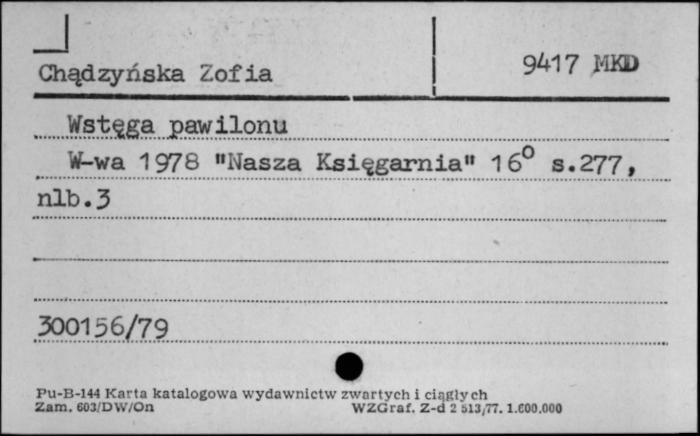 Chądzyńska Zofia
9417 MKD
Wstęga pawilonu
W-wa 1978 "Nasza Księgarnia" 16° s.277,
nlb.3
300156/79
Pu-B-144 Karta katalogowa wydawnictw zwartych i ciągłych
Zam. 603/DW/On WZGraf. Z-d 2 513/77. 1.600.000